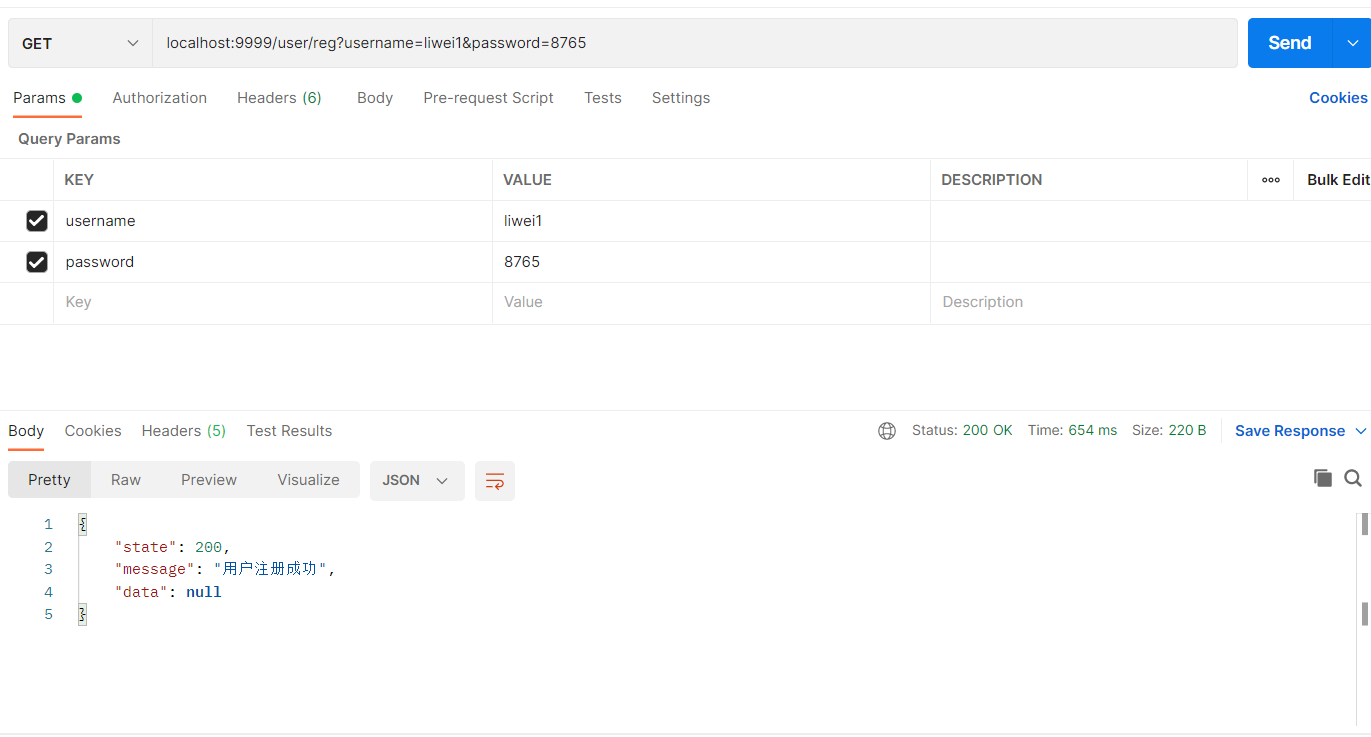 GET localhost:9999/user/reg?username=liwei1&password=8765 Send
Params Authorization Headers (6) Body Pre-request Script Tests Settings Cookies
Query Params
KEY VALUE DESCRIPTION ooo Bulk Edit
username liwei1
password 8765
Key Value Description
Body Cookies Headers (5) Test Results Status: 200 OK Time: 654 ms Size: 220 B Save Response
Pretty Raw Preview Visualize JSON
1 {
2 "state": 200,
3 "message": "用户注册成功",
4 "data": null
5 }